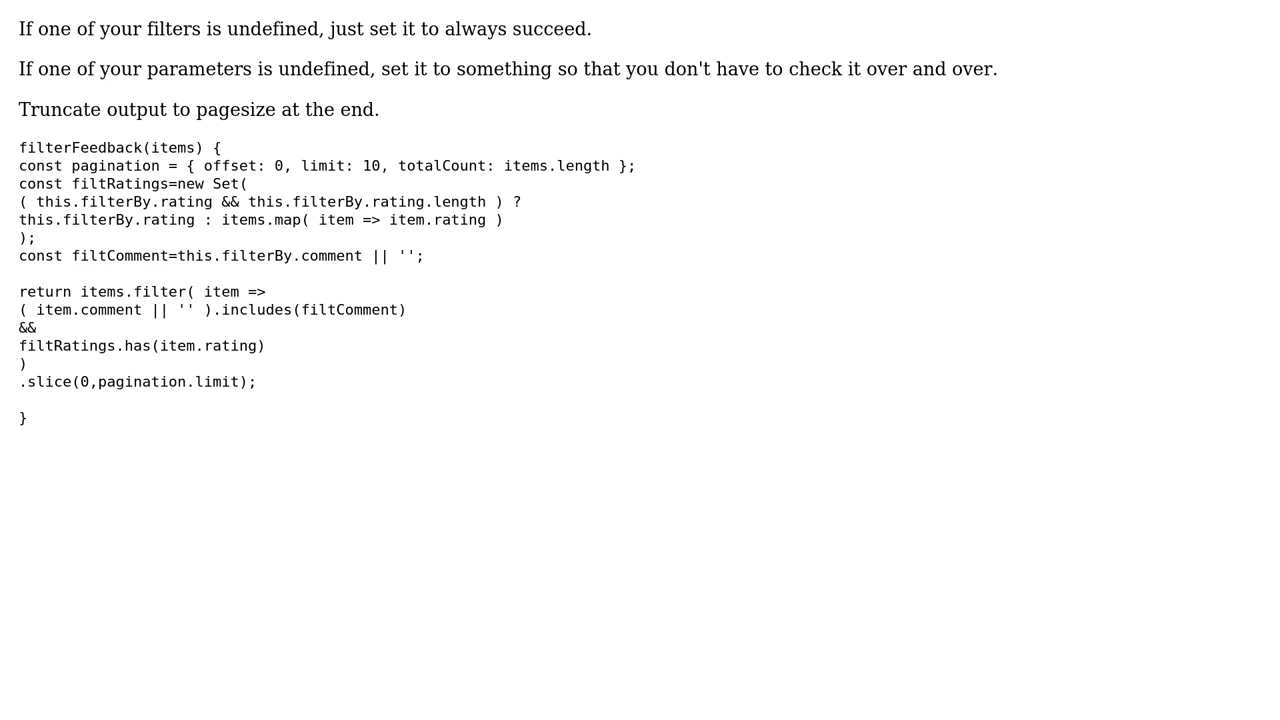 If one of your filters is undefined, just set it to always succeed.
If one of your parameters is undefined, set it to something so that you don't have to check it over and over.
Truncate output to pagesize at the end.
filterFeedback(items) {
const pagination = { offset: 0, limit: 10, totalCount: items.length };
const filtRatings=new Set(
( this.filterBy.rating && this.filterBy.rating.length ) ?
this.filterBy.rating : items.map( item => item.rating )
);
const filtComment=this.filterBy.comment || '';
return items.filter( item =>
( item.comment || '' ).includes(filtComment)
&&
filtRatings.has(item.rating)
)
.slice(0,pagination.limit);
}